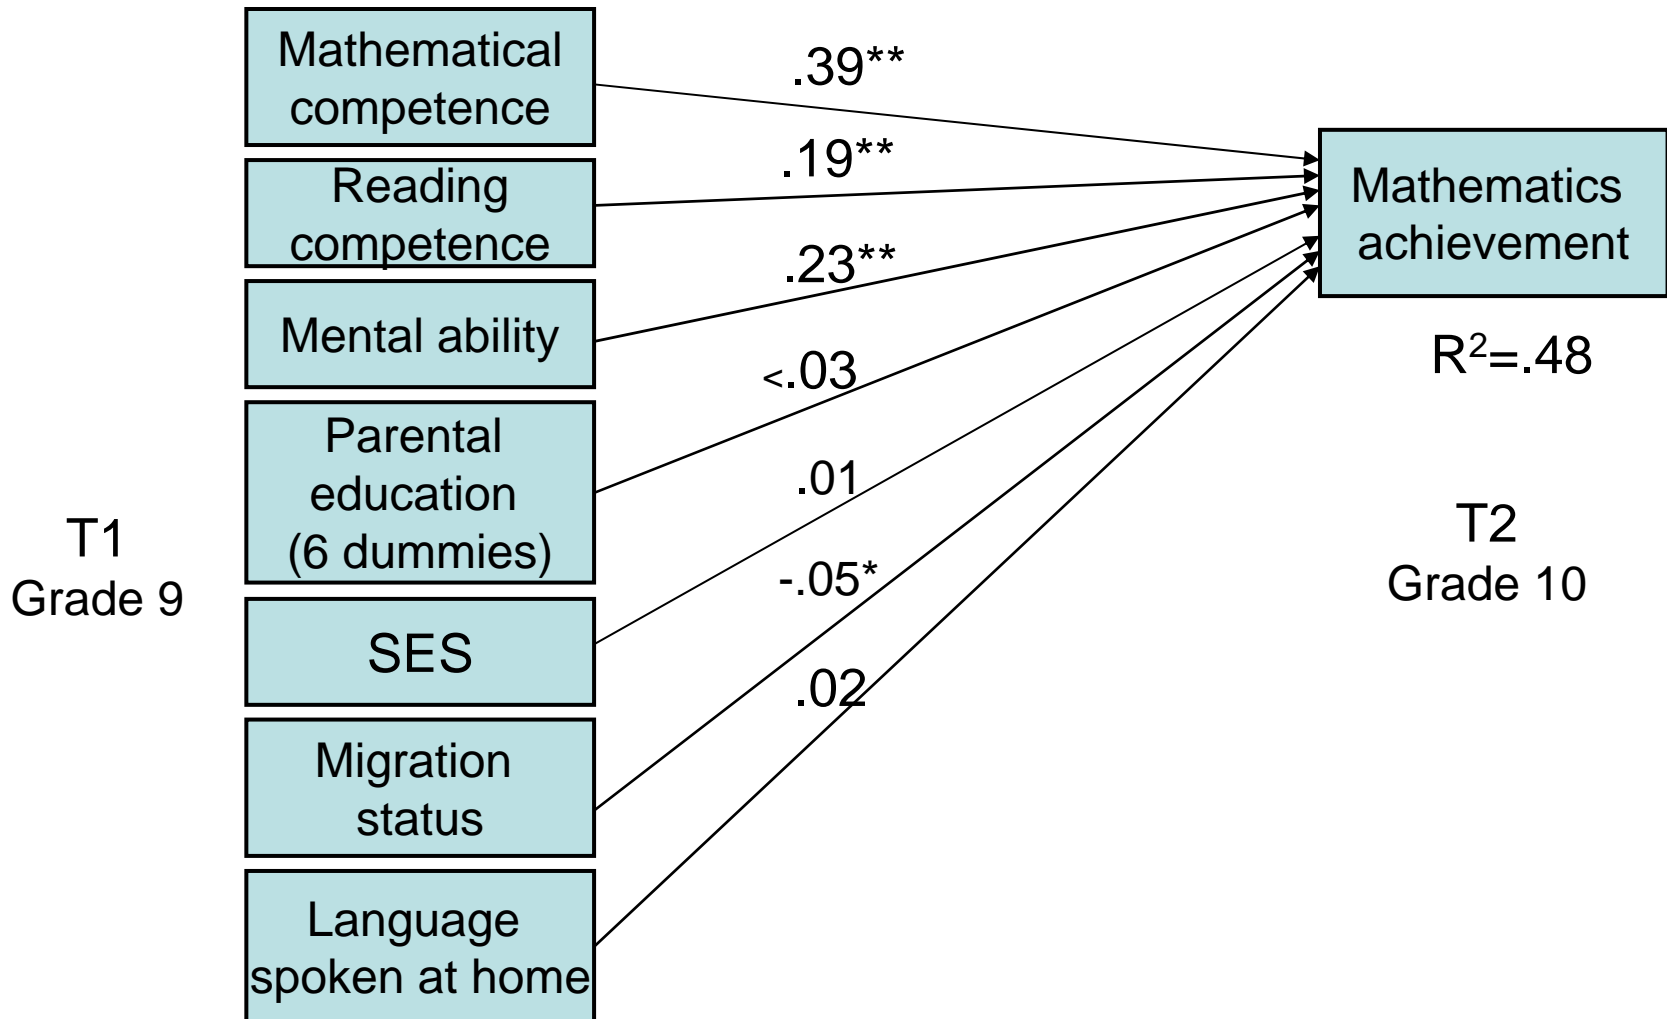 Mathematical
competence
.39**
Reading
competence
.19**
Mental ability
.23**
Parental
education
(6 dummies)
<.03
SES
.01
Migration
status
-.05*
Language
spoken at home
.02
T1
Grade 9
Mathematics
achievement
R²=.48
T2
Grade 10